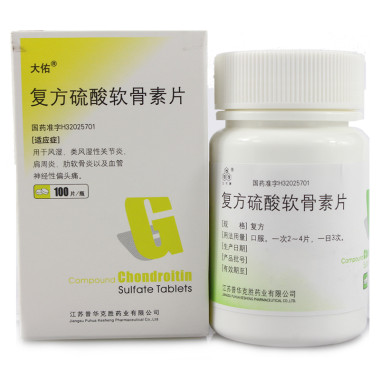 大佑®
复方硫酸软骨素片
国药准字H32025701
[适应症]
用于风湿、类风湿性关节炎、
肩周炎、肋软骨炎以及血管
神经性偏头痛。
100片/瓶
G
Compound Chondroitin
Sulfate Tablets
江苏普华克胜药业有限公司
Jiangsu Puhua Kesheng Pharmaceutical Co.,Ltd.
国药准字H32025701
复方硫酸软骨素片
[规 格] 复方
[用法用量] 口服。一次2~4片，一日3次。
[生产日期]
[产品批号]
[有效期至]
江苏普华克胜药业有限公司
Jiangsu Puhua Kesheng Pharmaceutical Co.,Ltd.